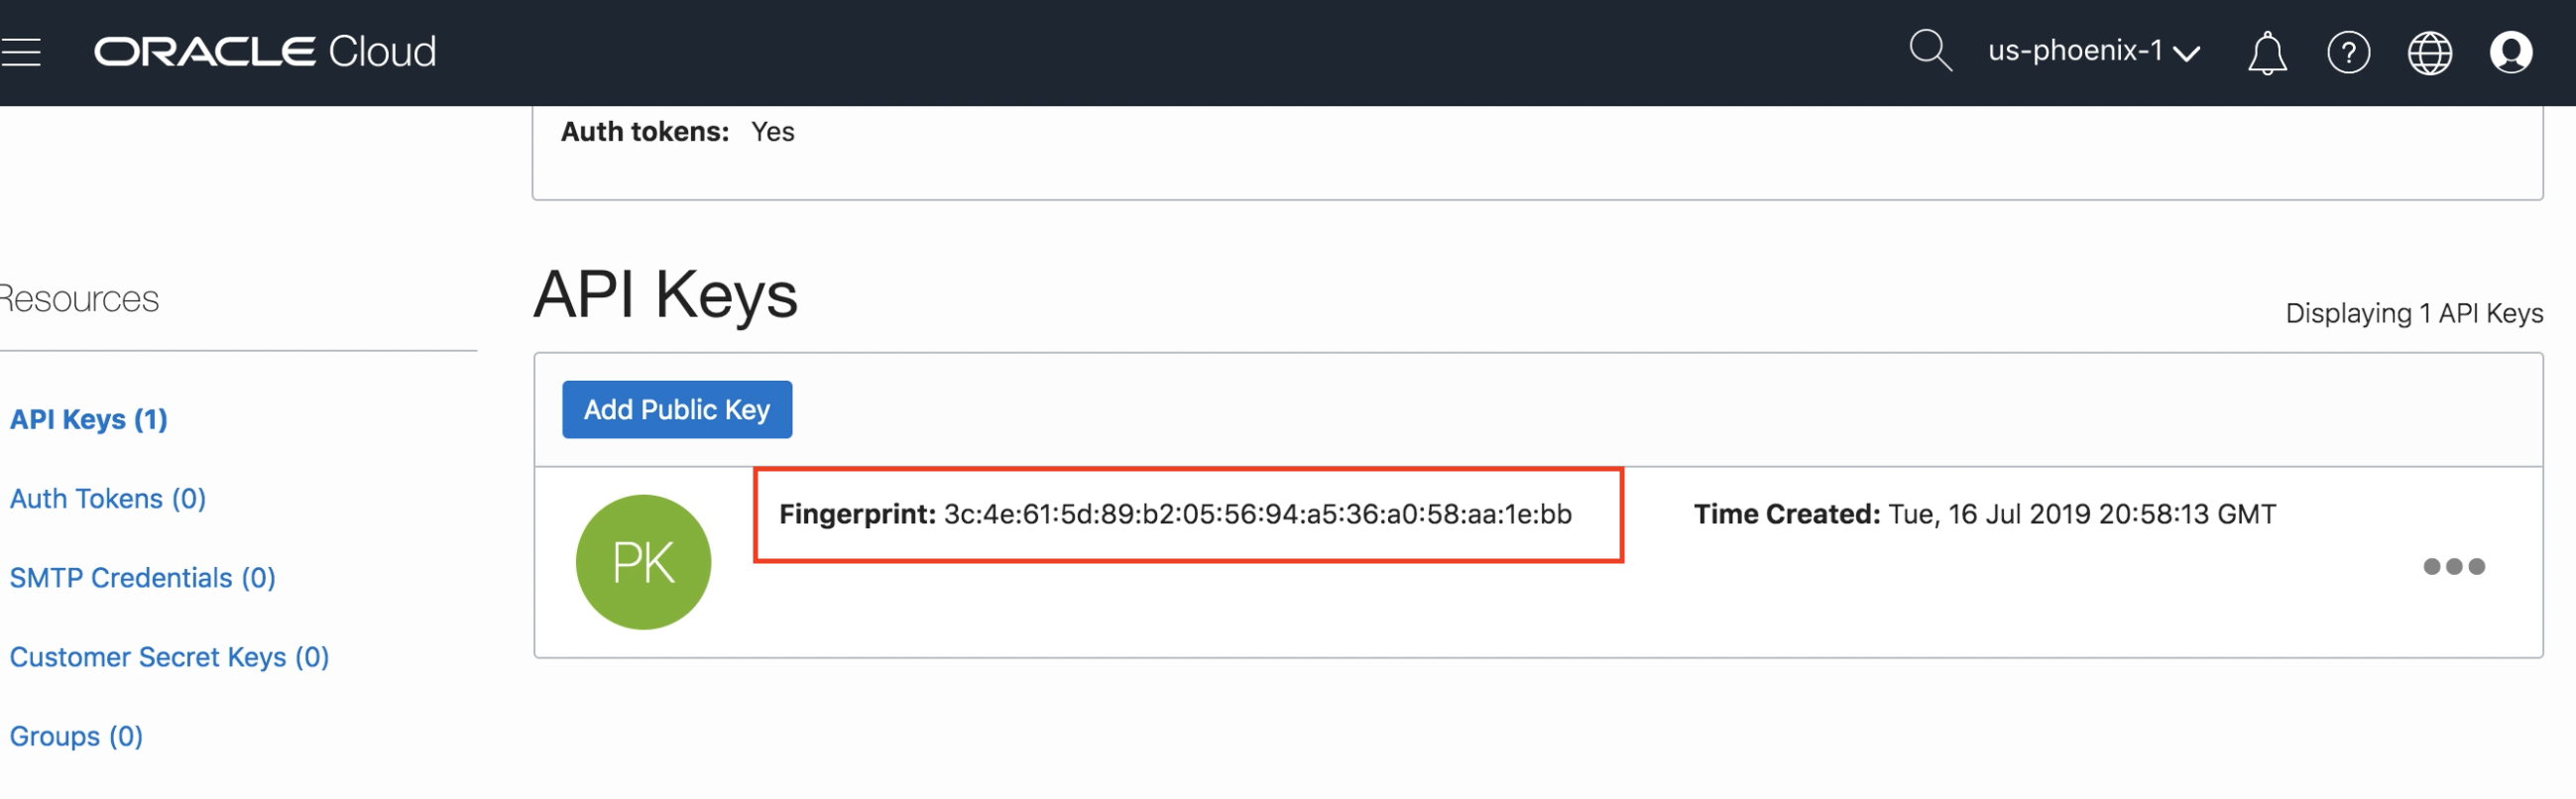 ORACLE Cloud
us-phoenix-1
?
Auth tokens: Yes
Resources
API Keys
Displaying 1 API Keys
API Keys (1)
Add Public Key
Auth Tokens (0)
Fingerprint: 3c:4e:61:5d:89:b2:05:56:94:a5:36:a0:58:aa:1e:bb
Time Created: Tue, 16 Jul 2019 20:58:13 GMT
PK
SMTP Credentials (0)
Customer Secret Keys (0)
Groups (0)